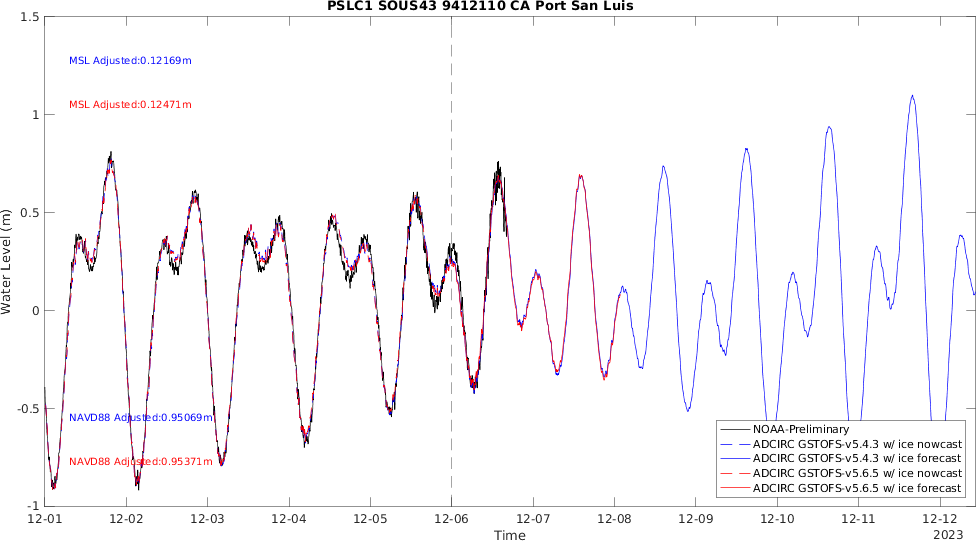 PSLC1 SOUS43 9412110 CA Port San Luis
1.5
MSL Adjusted:0.12169m
MSL Adjusted:0.12471m
1
0.5
Water Level (m)
0
-0.5
NAVD88 Adjusted:0.95069m
NAVD88 Adjusted:0.95371m
NOAA-Preliminary
ADCIRC GSTOFS-v5.4.3 w/ ice nowcast
ADCIRC GSTOFS-v5.4.3 w/ ice forecast
ADCIRC GSTOFS-v5.6.5 w/ ice nowcast
ADCIRC GSTOFS-v5.6.5 w/ ice forecast
-1
12-01 12-02 12-03 12-04 12-05 12-06 12-07 12-08 12-09 12-10 12-11 12-12
Time
2023